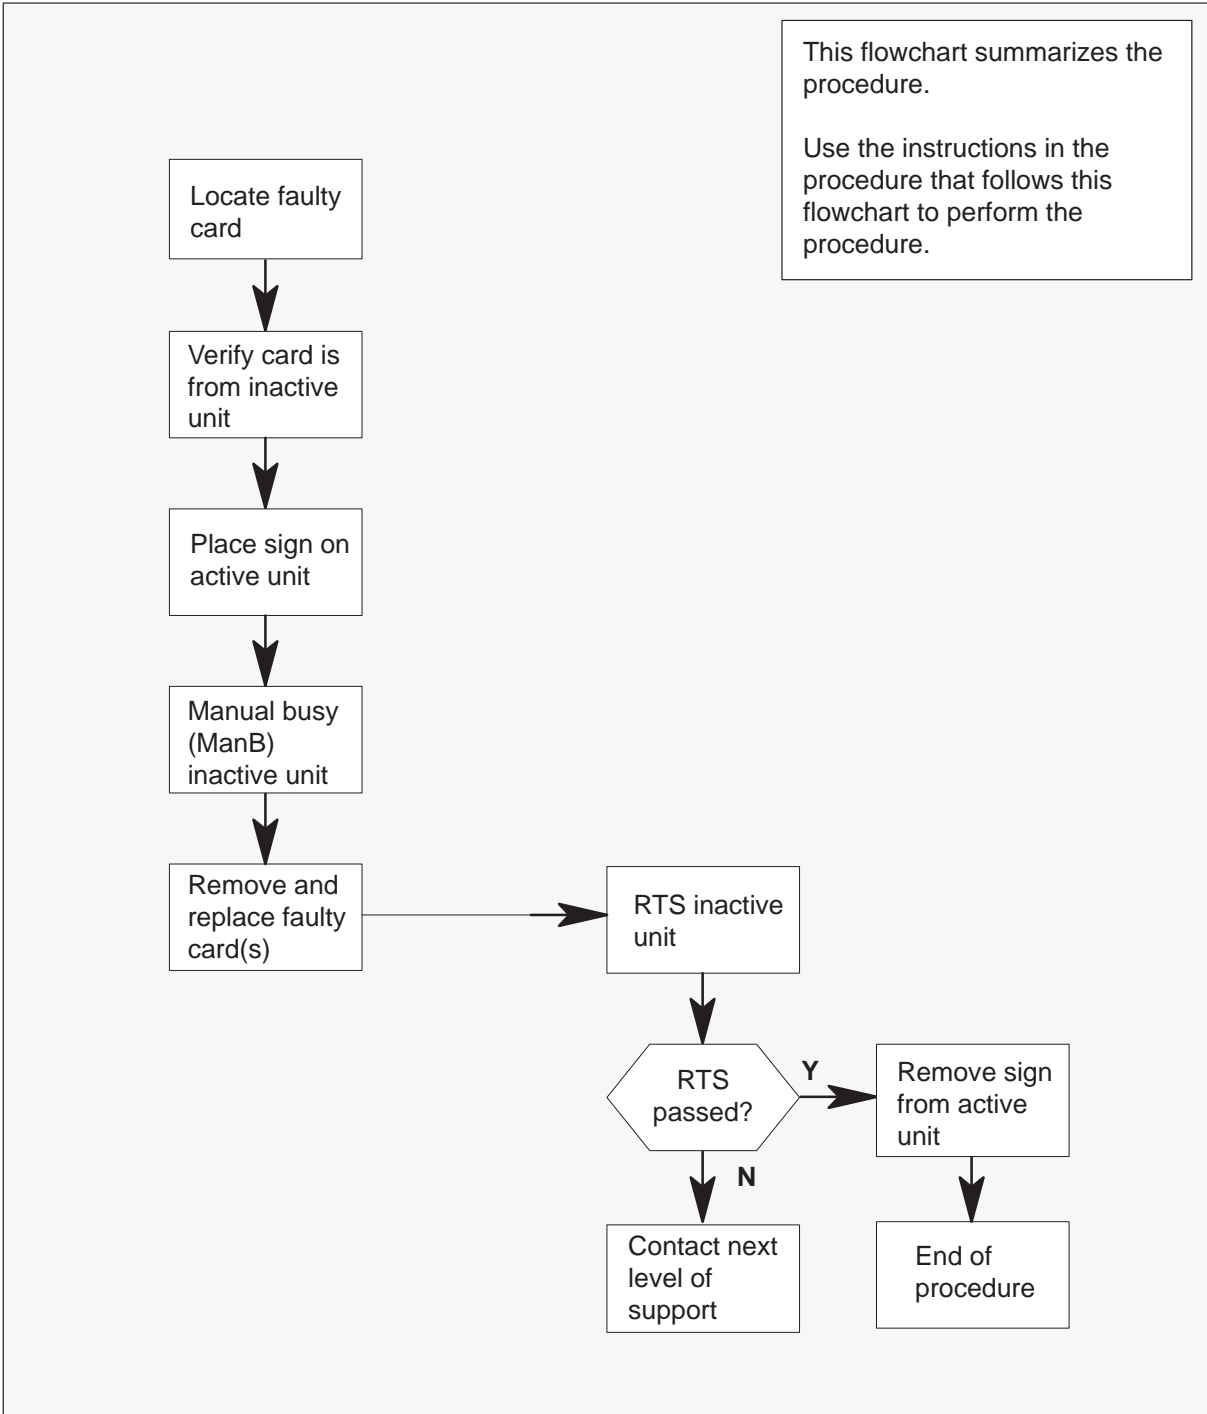 This flowchart summarizes the
procedure.
Use the instructions in the
procedure that follows this
flowchart to perform the
procedure.
Locate faulty
card
Verify card is
from inactive
unit
Place sign on
active unit
Manual busy
(ManB)
inactive unit
Remove and
replace faulty
card(s)
RTS inactive
unit
RTS
passed?
Y
N
Remove sign
from active
unit
Contact next
level of
support
End of
procedure